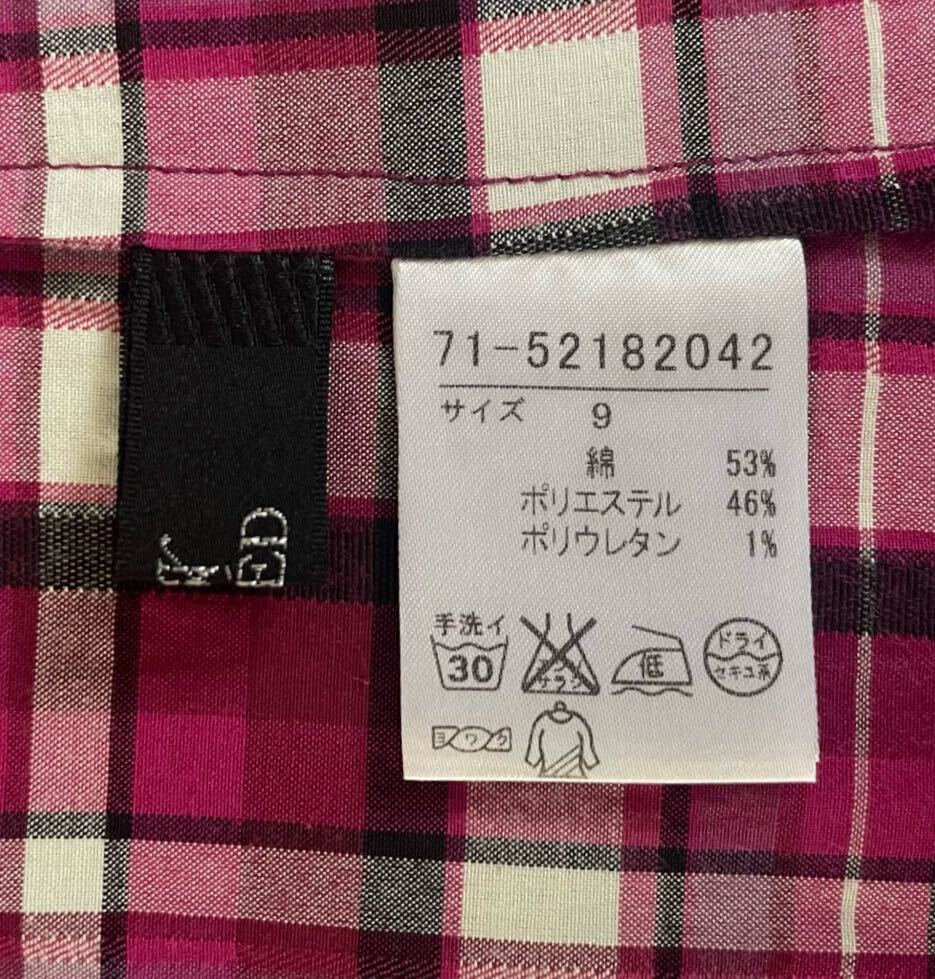 71-52182042
サイズ 9
綿 53%
ポリエステル 46%
ポリウレタン 1%
手洗イ
30
低
ドライ
セキユ系
ヨワク
K
ED